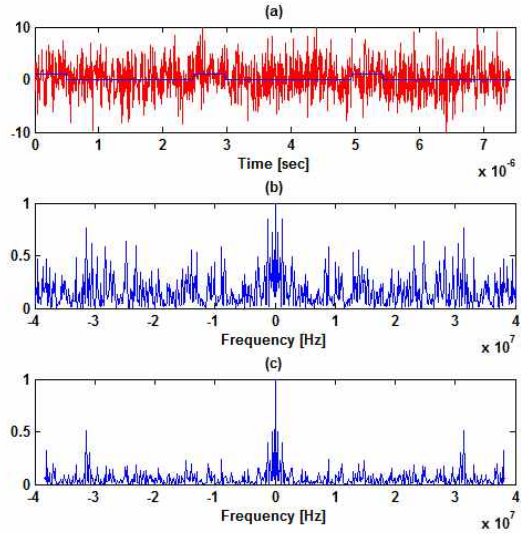 (a)
10
0
-10
0 1 2 3 4 5 6 7
Time [sec]
x 10^-6
(b)
1
0.5
0
-4 -3 -2 -1 0 1 2 3 4
Frequency [Hz]
x 10^7
(c)
1
0.5
0
-4 -3 -2 -1 0 1 2 3 4
Frequency [Hz]
x 10^7